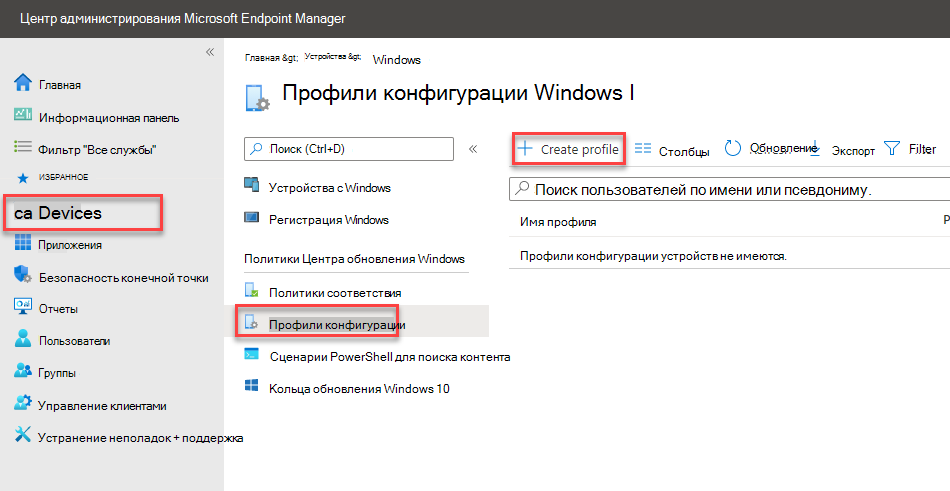 Центр администрирования Microsoft Endpoint Manager
Главная &gt; Устройства &gt; Windows
Профили конфигурации Windows I
Главная
Информационная панель
Фильтр "Все службы"
ИЗБРАННОЕ
ca Devices
Приложения
Безопасность конечной точки
Отчеты
Пользователи
Группы
Управление клиентами
Устранение неполадок + поддержка
Поиск (Ctrl+D)
Устройства с Windows
Регистрация Windows
Политики Центра обновления Windows
Политики соответствия
Профили конфигурации
Сценарии PowerShell для поиска контента
Кольца обновления Windows 10
Create profile Столбцы Обновление Экспорт Filter
Поиск пользователей по имени или псевдониму.
Имя профиля P
Профили конфигурации устройств не имеются.